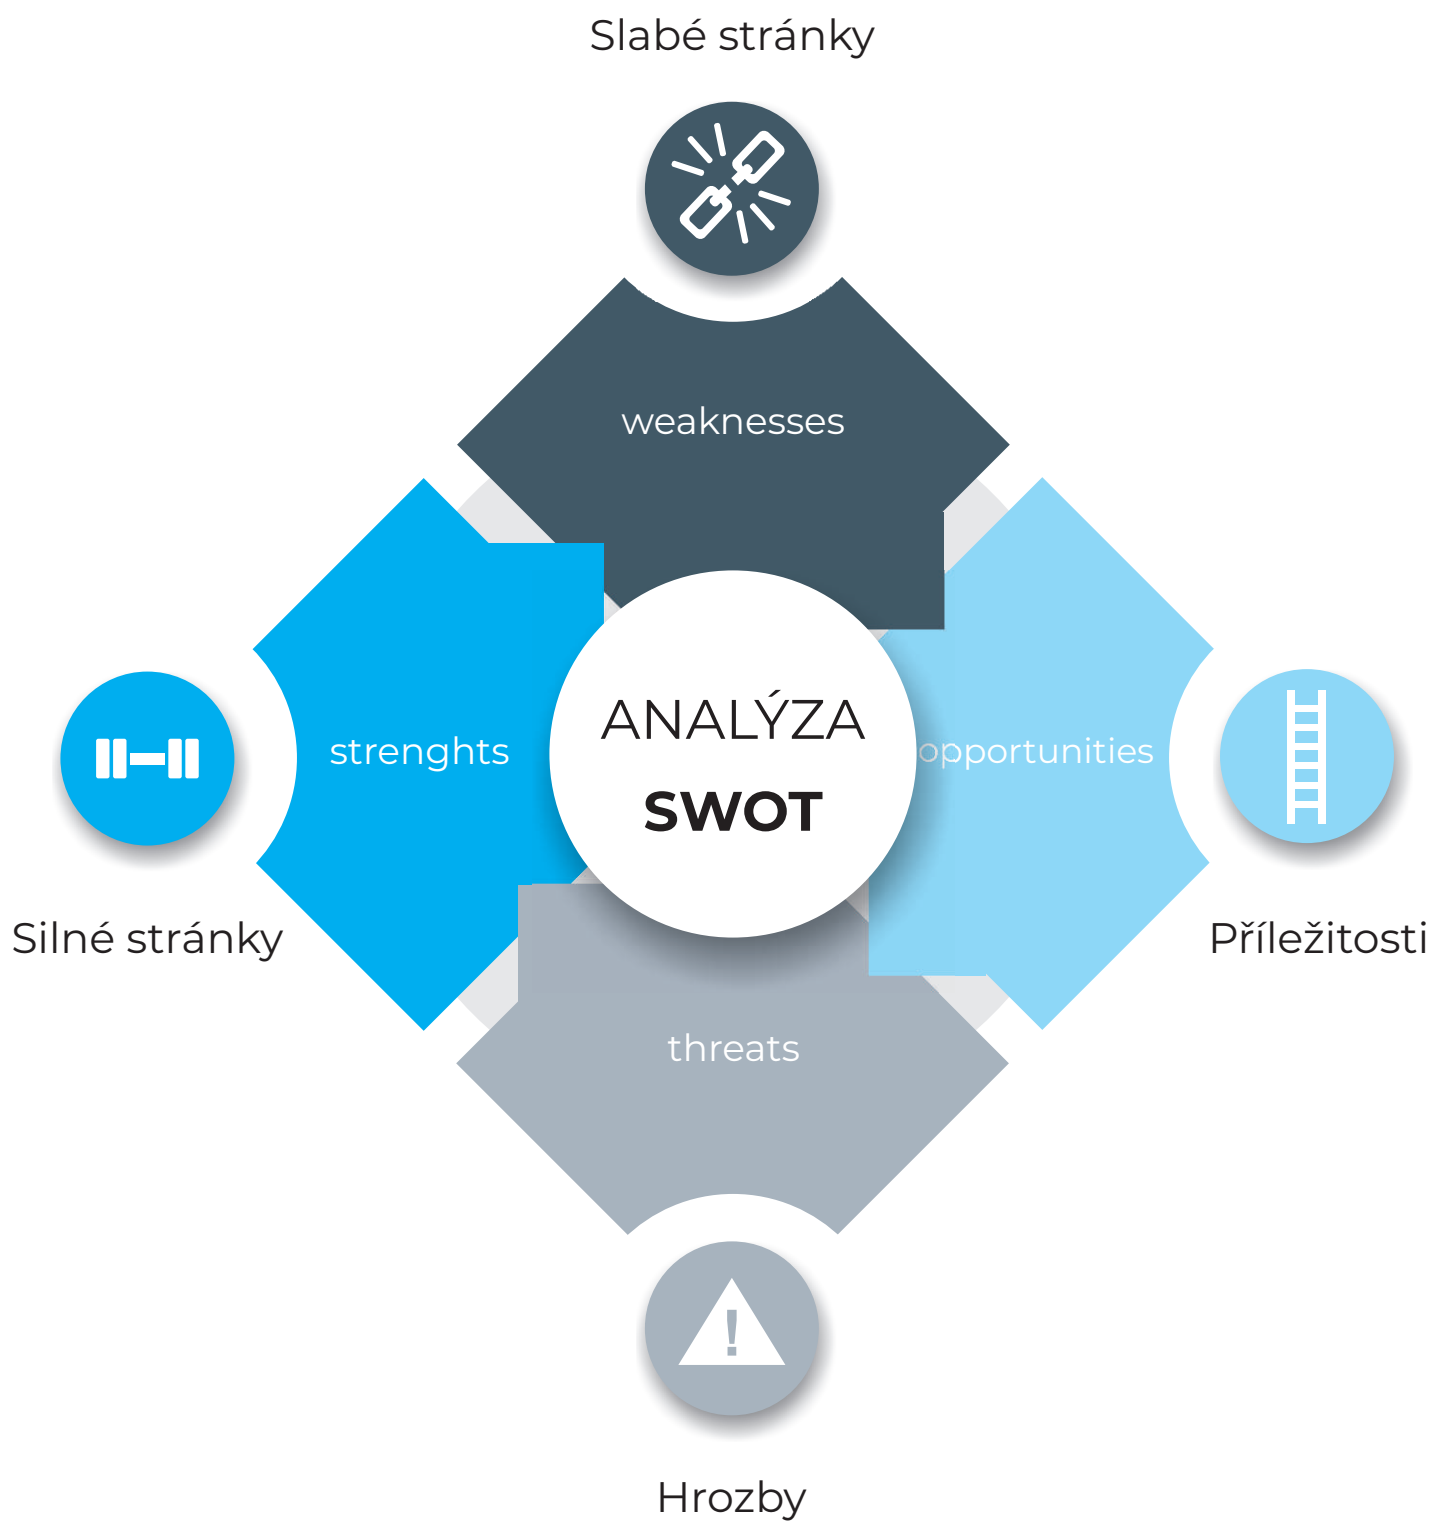 Slabé stránky
weaknesses
strenghts
ANALÝZA
SWOT
opportunities
Silné stránky
Příležitosti
threats
!
Hrozby